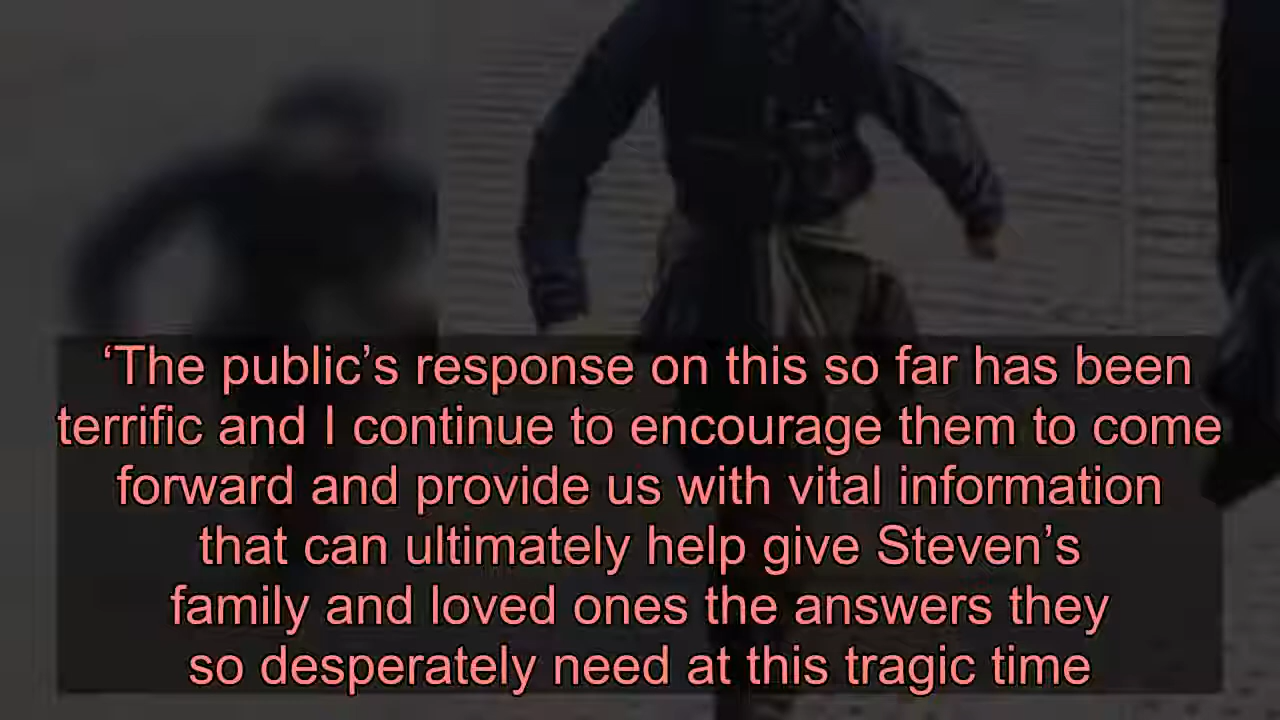 ‘The public’s response on this so far has been
terrific and I continue to encourage them to come
forward and provide us with vital information
that can ultimately help give Steven’s
family and loved ones the answers they
so desperately need at this tragic time